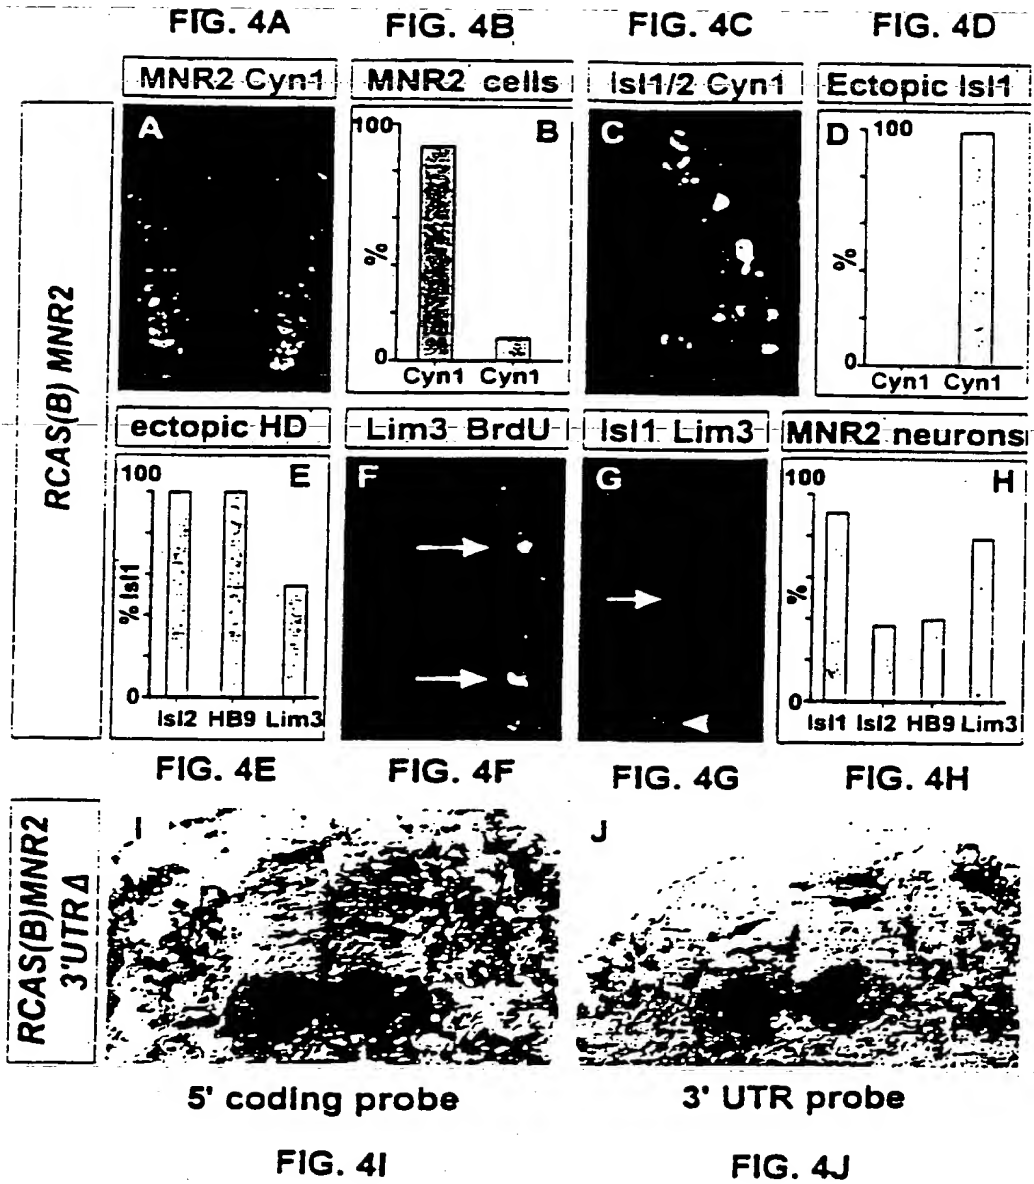 FIG. 4A
FIG. 4B
FIG. 4C
FIG. 4D
MNR2 Cyn1
MNR2 cells
Isl1/2 Cyn1
Ectopic Isl1
RCAS(B) MNR2
A
100
%
0
B
Cyn1 Cyn1
C
D
100
%
0
Cyn1 Cyn1
ectopic HD
Lim3 BrdU
Isl1 Lim3
MNR2 neurons
100
% Isl1
0
E
Isl2 HB9 Lim3
F
G
100
%
0
H
Isl1 Isl2 HB9 Lim3
FIG. 4E
FIG. 4F
FIG. 4G
FIG. 4H
RCAS(B)MNR2
3'UTR Δ
I
J
5' coding probe
3' UTR probe
FIG. 4I
FIG. 4J